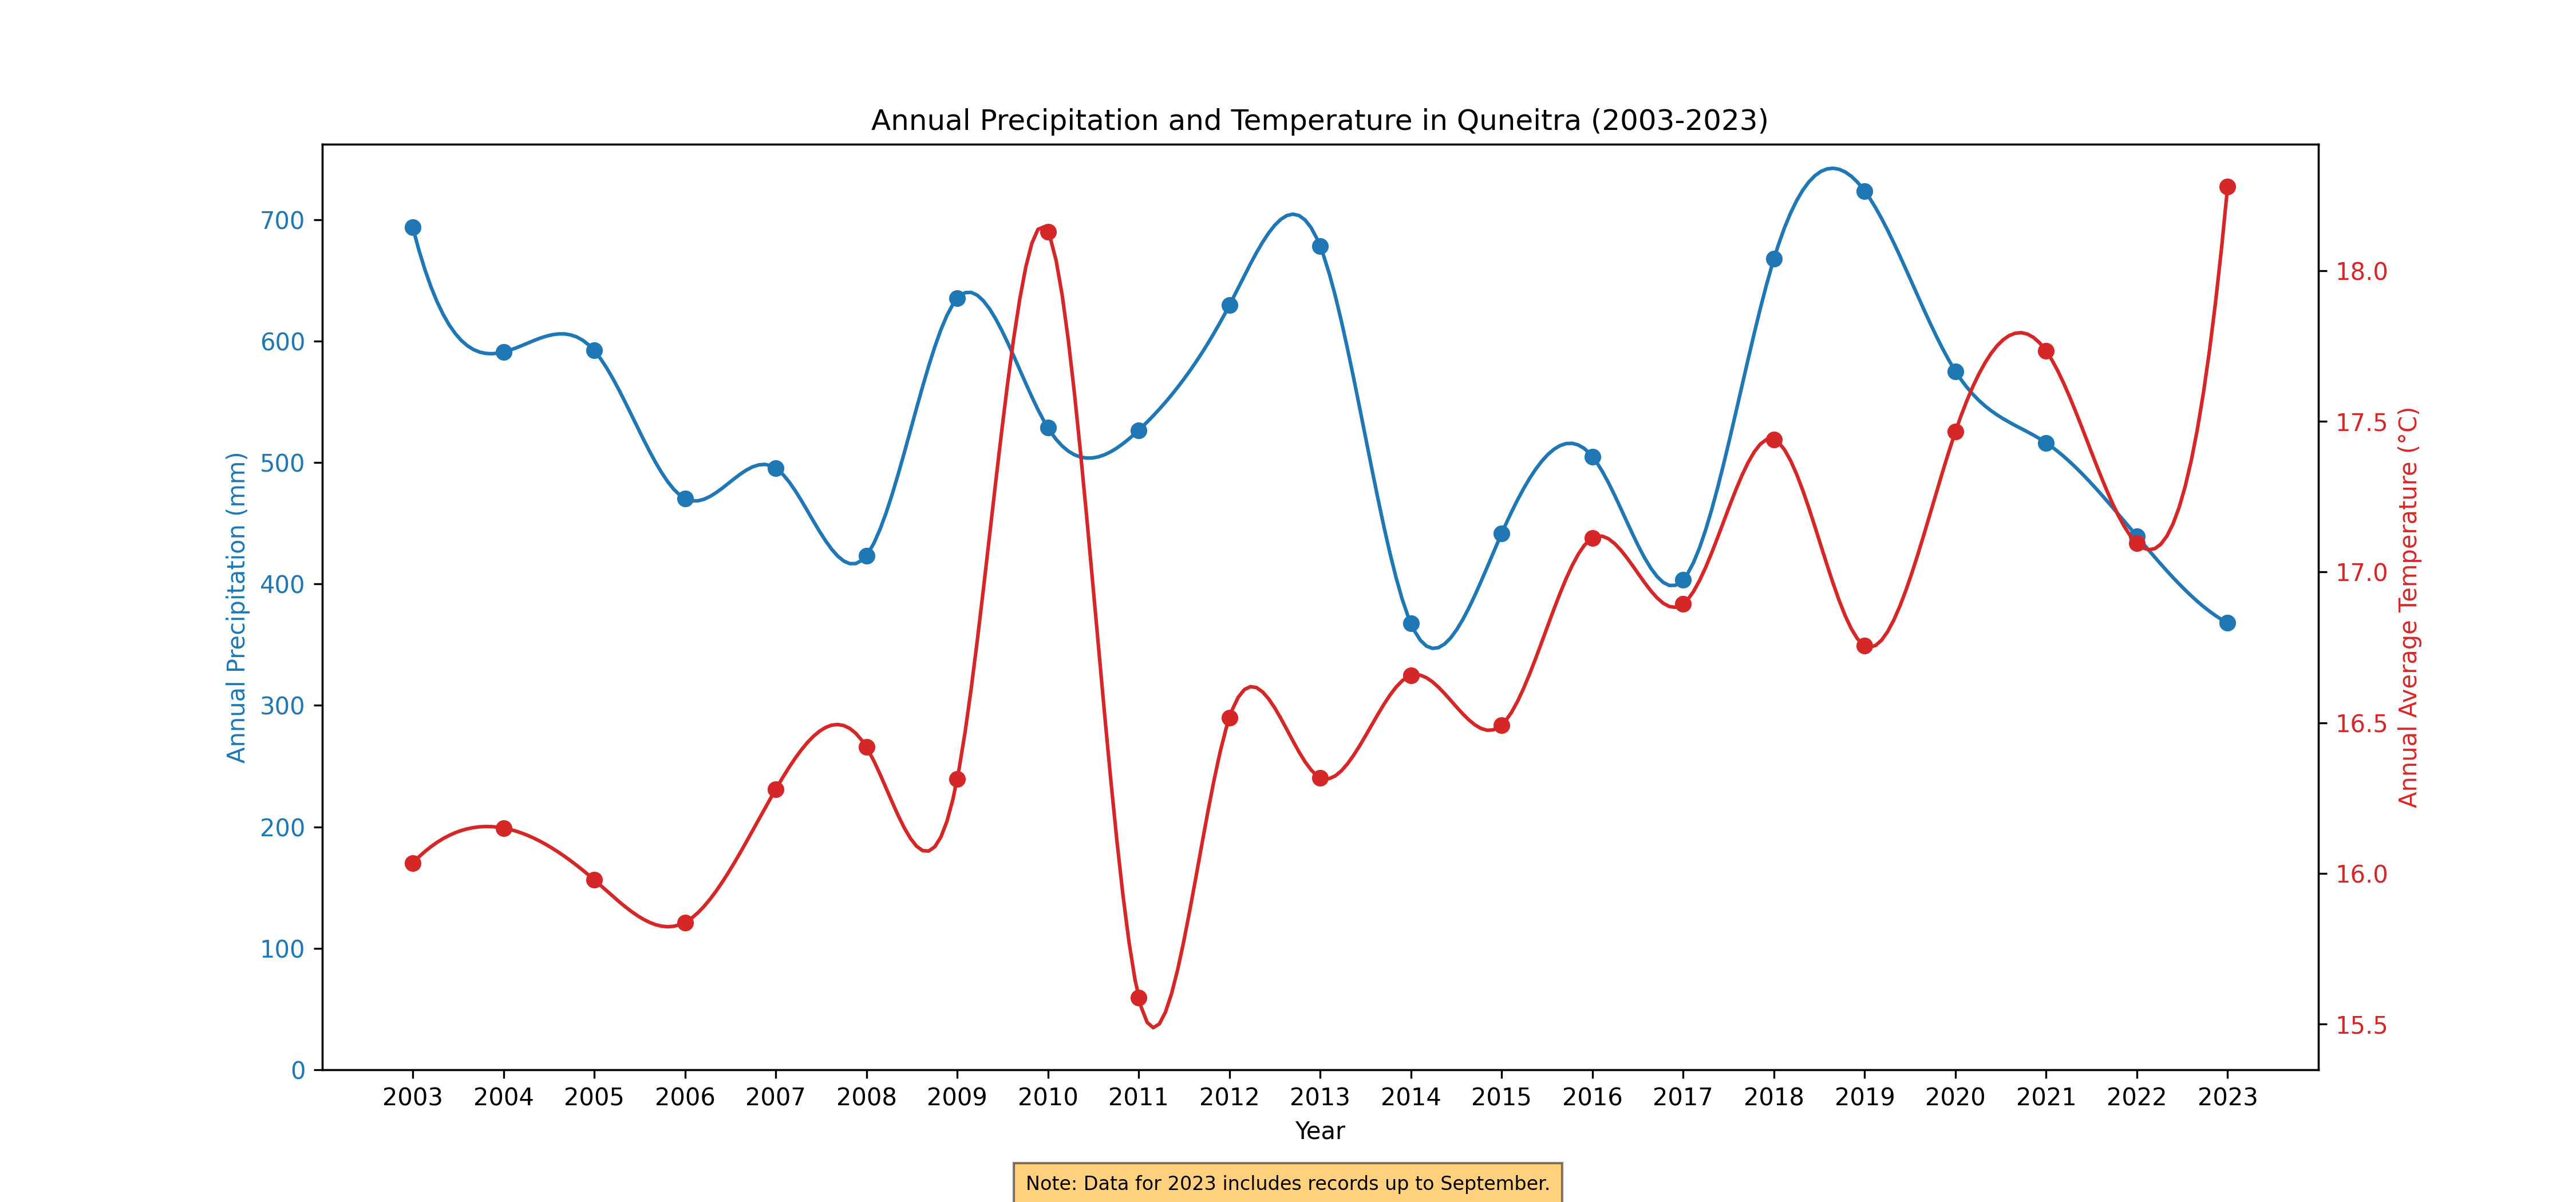 Annual Precipitation and Temperature in Quneitra (2003-2023)
Annual Precipitation (mm)
700
600
500
400
300
200
100
0
18.0
17.5
17.0
16.5
16.0
15.5
Annual Average Temperature (°C)
2003 2004 2005 2006 2007 2008 2009 2010 2011 2012 2013 2014 2015 2016 2017 2018 2019 2020 2021 2022 2023
Year
Note: Data for 2023 includes records up to September.